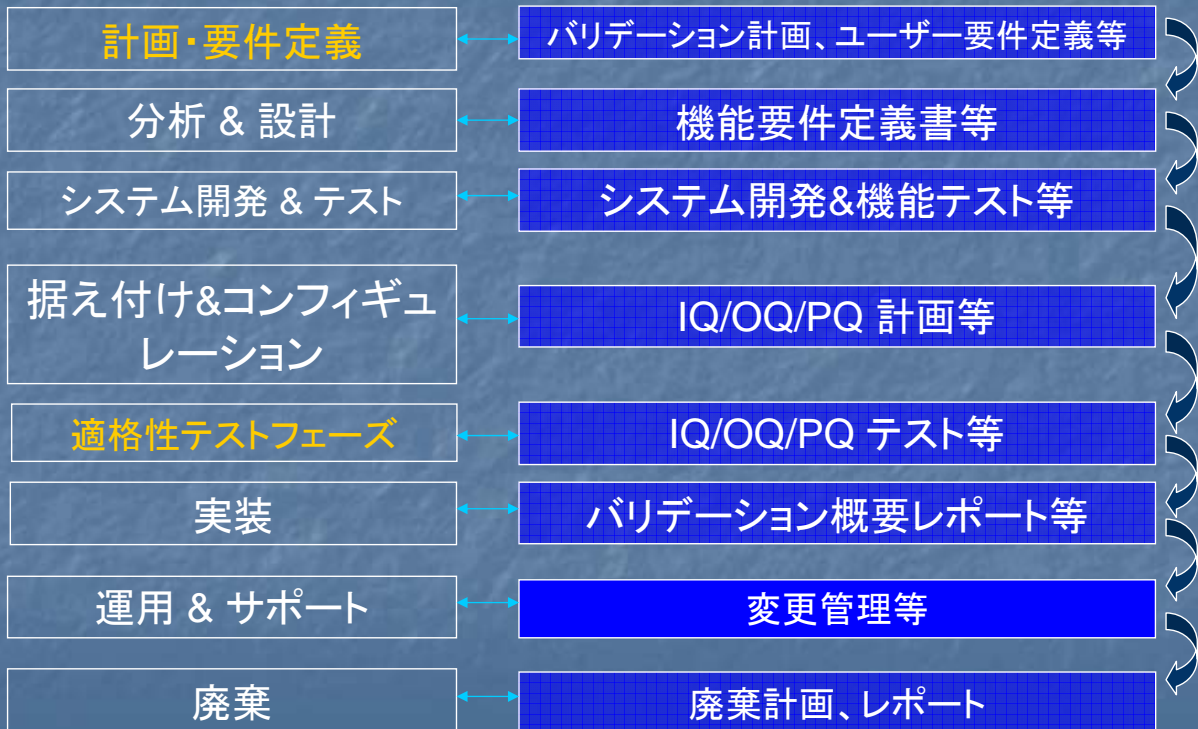 計画・要件定義
バリデーション計画、ユーザー要件定義等
分析 & 設計
機能要件定義書等
システム開発 & テスト
システム開発&機能テスト等
据え付け&コンフィギュ
レーション
IQ/OQ/PQ 計画等
適格性テストフェーズ
IQ/OQ/PQ テスト等
実装
バリデーション概要レポート等
運用 & サポート
変更管理等
廃棄
廃棄計画、レポート